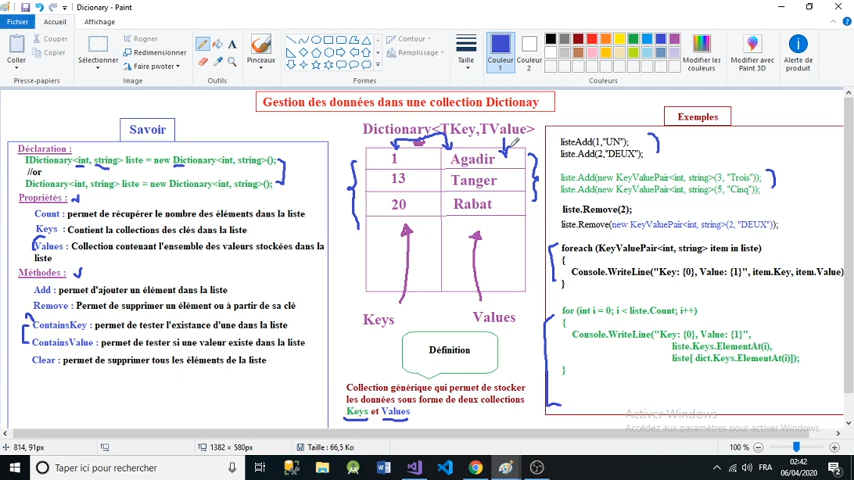 Dictionary - Paint
Fichier
Accueil
Affichage
Coller
Couper
Copier
Presse-papiers
Sélectionner
Rogner
Redimensionner
Faire pivoter
Image
Outils
Pinceaux
Contour
Remplissage
Formes
Taille
Couleur
1
Couleur
2
Modifier les
couleurs
Couleurs
Modifier avec
Paint 3D
Alerte de
produit
Gestion des données dans une collection Dictionay
Savoir
Déclaration :
IDictionary<int, string> liste = new Dictionary<int, string>();
//or
Dictionary<int, string> liste = new Dictionary<int, string>();
Propriétés :
Count : permet de récupérer le nombre des éléments dans la liste
Keys : Contient la collections des clés dans la liste
Values : Collection contenant l'ensemble des valeurs stockées dans la
liste
Méthodes :
Add : permet d'ajouter un élément dans la liste
Remove : Permet de supprimer un élément ou à partir de sa clé
ContainsKey : permet de tester l'existance d'une dans la liste
ContainsValue : permet de tester si une valeur existe dans la liste
Clear : permet de supprimer tous les éléments de la liste
Dictionary<TKey,TValue>
1 Agadir
13 Tanger
20 Rabat
Keys Values
Définition
Collection générique qui permet de stocker
les données sous forme de deux collections
Keys et Values
Exemples
listeAdd(1,"UN");
liste.Add(2,"DEUX");
liste.Add(new KeyValuePair<int, string>(3, "Trois"));
liste.Add(new KeyValuePair<int, string>(5, "Cinq"));
liste.Remove(2);
liste.Remove(new KeyValuePair<int, string>(2, "DEUX"));
foreach (KeyValuePair<int, string> item in liste)
{
Console.WriteLine("Key: {0}, Value: {1}", item.Key, item.Value)
}
for (int i = 0; i < liste.Count; i++)
{
Console.WriteLine("Key: {0}, Value: {1}",
liste.Keys.ElementAt(i),
liste[ dict.Keys.ElementAt(i)]);
}
Activer Windows
Accédez aux paramètres pour activer Windows.
814, 91px
1382 × 580px
Taille : 66,5 Ko
100 %
Taper ici pour rechercher
FRA
02:42
06/04/2020
2